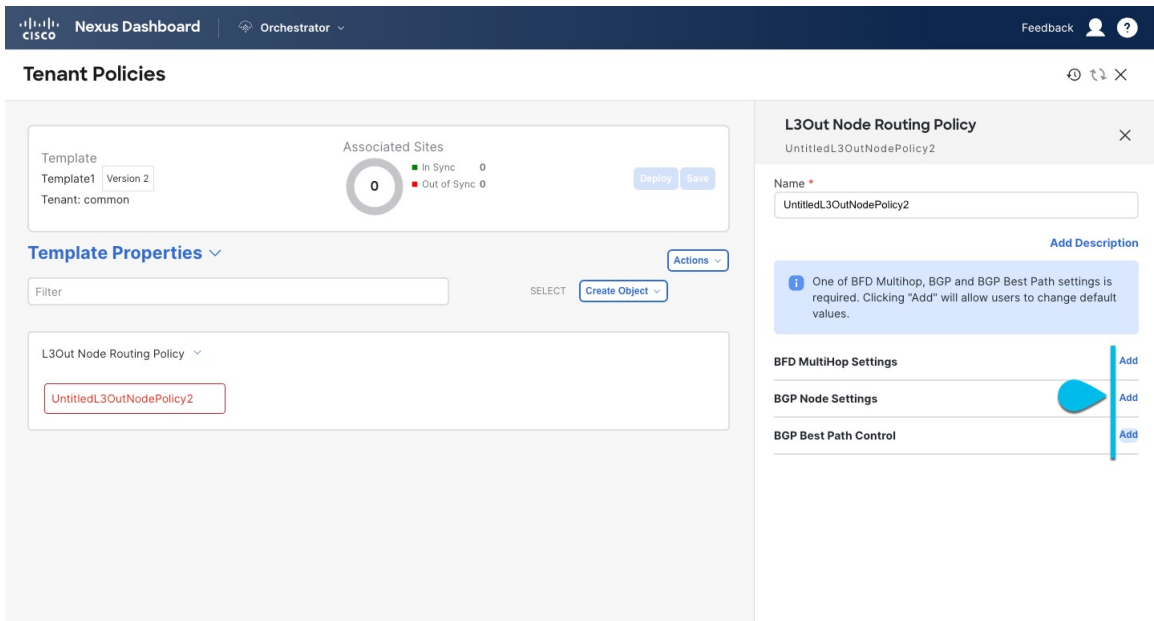 CISCO Nexus Dashboard Orchestrator Feedback ?
Tenant Policies
Template
Template1 Version 2
Tenant: common
Associated Sites
0
In Sync 0
Out of Sync 0
Deploy Save
Template Properties
Actions
Filter
SELECT Create Object
L3Out Node Routing Policy
UntitledL3OutNodePolicy2
L3Out Node Routing Policy
UntitledL3OutNodePolicy2
Name *
UntitledL3OutNodePolicy2
Add Description
i One of BFD Multihop, BGP and BGP Best Path settings is
required. Clicking "Add" will allow users to change default
values.
BFD MultiHop Settings Add
BGP Node Settings Add
BGP Best Path Control Add